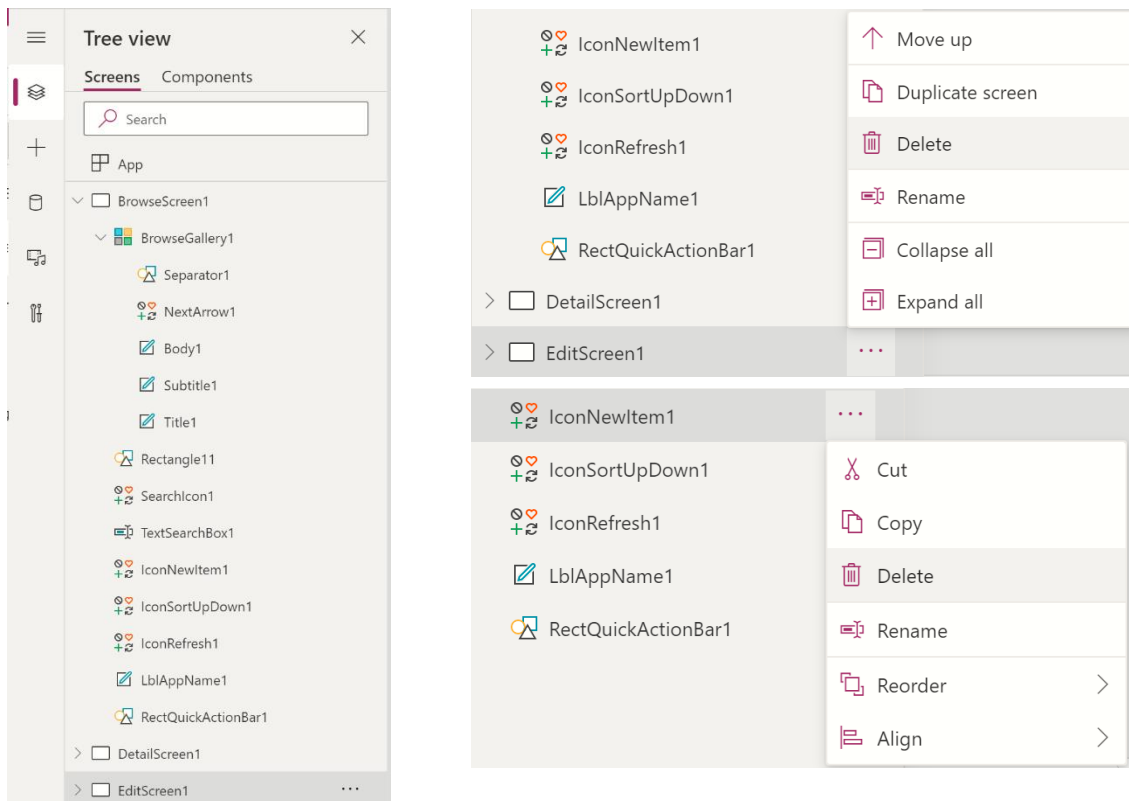 Tree view
Screens Components
Search
App
BrowseScreen1
BrowseGallery1
Separator1
NextArrow1
Body1
Subtitle1
Title1
Rectangle11
SearchIcon1
TextSearchBox1
IconNewItem1
IconSortUpDown1
IconRefresh1
LblAppName1
RectQuickActionBar1
DetailScreen1
EditScreen1 ...
IconNewItem1
IconSortUpDown1
IconRefresh1
LblAppName1
RectQuickActionBar1
DetailScreen1
EditScreen1 ...
Move up
Duplicate screen
Delete
Rename
Collapse all
Expand all
IconNewItem1 ...
IconSortUpDown1
IconRefresh1
LblAppName1
RectQuickActionBar1
Cut
Copy
Delete
Rename
Reorder
Align